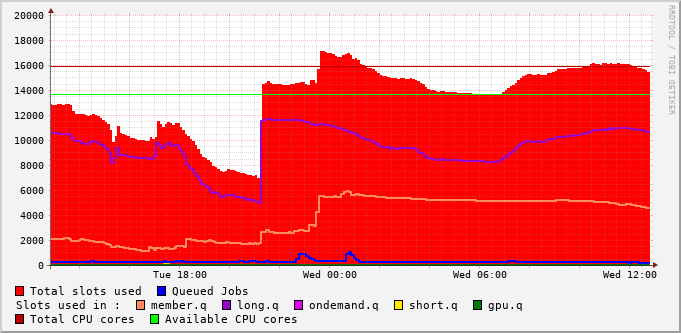 20000
18000
16000
14000
12000
10000
8000
6000
4000
2000
0
Tue 18:00 Wed 00:00 Wed 06:00 Wed 12:00
RRDTOOL / TOBI OETIKER
Total slots used Queued Jobs
Slots used in : member.q long.q ondemand.q short.q gpu.q
Total CPU cores Available CPU cores